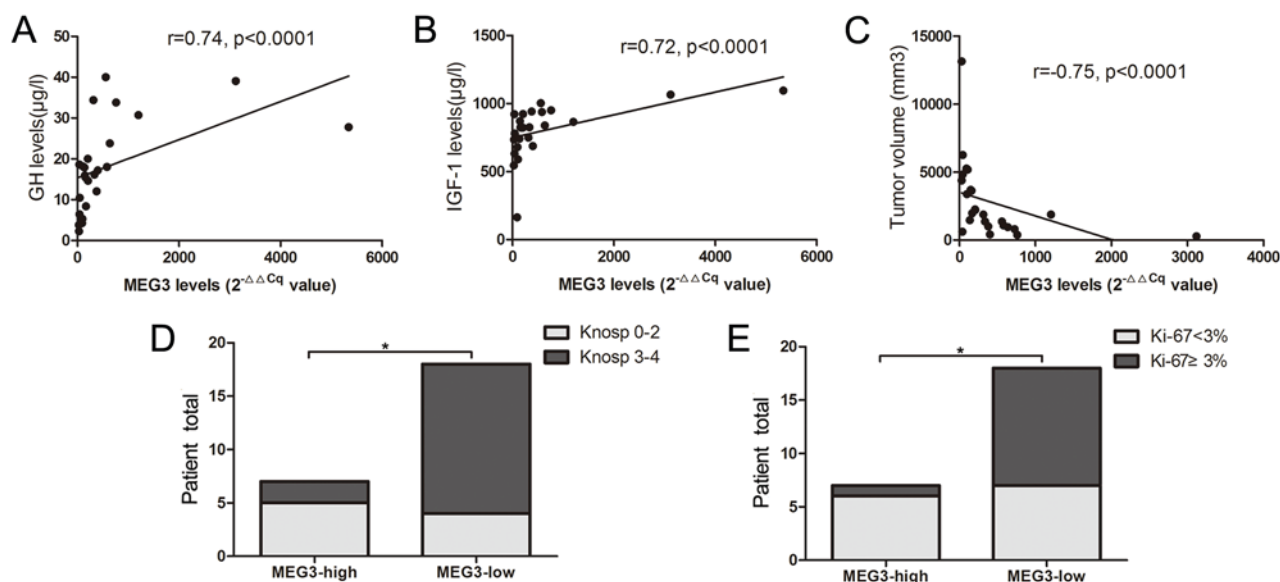 A
r=0.74, p<0.0001
GH levels(µg/l)
50
40
30
20
10
0
0 2000 4000 6000
MEG3 levels (2-△△Cq value)
B
r=0.72, p<0.0001
IGF-1 levels(µg/l)
1500
1000
500
0
0 2000 4000 6000
MEG3 levels (2-△△Cq value)
C
r=-0.75, p<0.0001
Tumor volume (mm3)
15000
10000
5000
0
0 1000 2000 3000 4000
MEG3 levels (2-△△Cq value)
D
Knosp 0-2
Knosp 3-4
*
Patient total
20
15
10
5
0
MEG3-high MEG3-low
E
Ki-67<3%
Ki-67≥ 3%
*
Patient total
20
15
10
5
0
MEG3-high MEG3-low